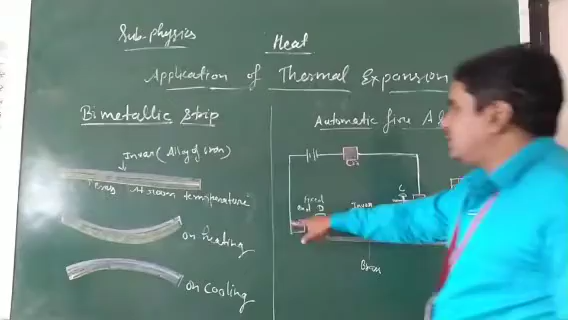 Sub-physics
Heat
Application of Thermal Expansion
Bimetallic Strip
Invar (Alloy of iron)
At room temperature
on heating
on cooling
Automatic fire Al
fixed
end D
Invar
C
Brass